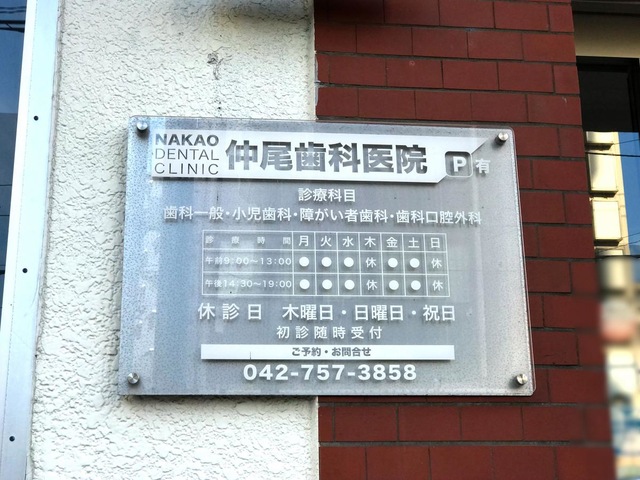 NAKAO
DENTAL
CLINIC
仲尾歯科医院 P有
診療科目
歯科一般・小児歯科・障がい者歯科・歯科口腔外科
診療時間 月 火 水 木 金 土 日
午前9:00～13:00 ● ● ● 休 ● ● 休
午後14:30～19:00 ● ● ● 休 ● ● 休
休診日 木曜日・日曜日・祝日
初診随時受付
ご予約・お問合せ
042-757-3858